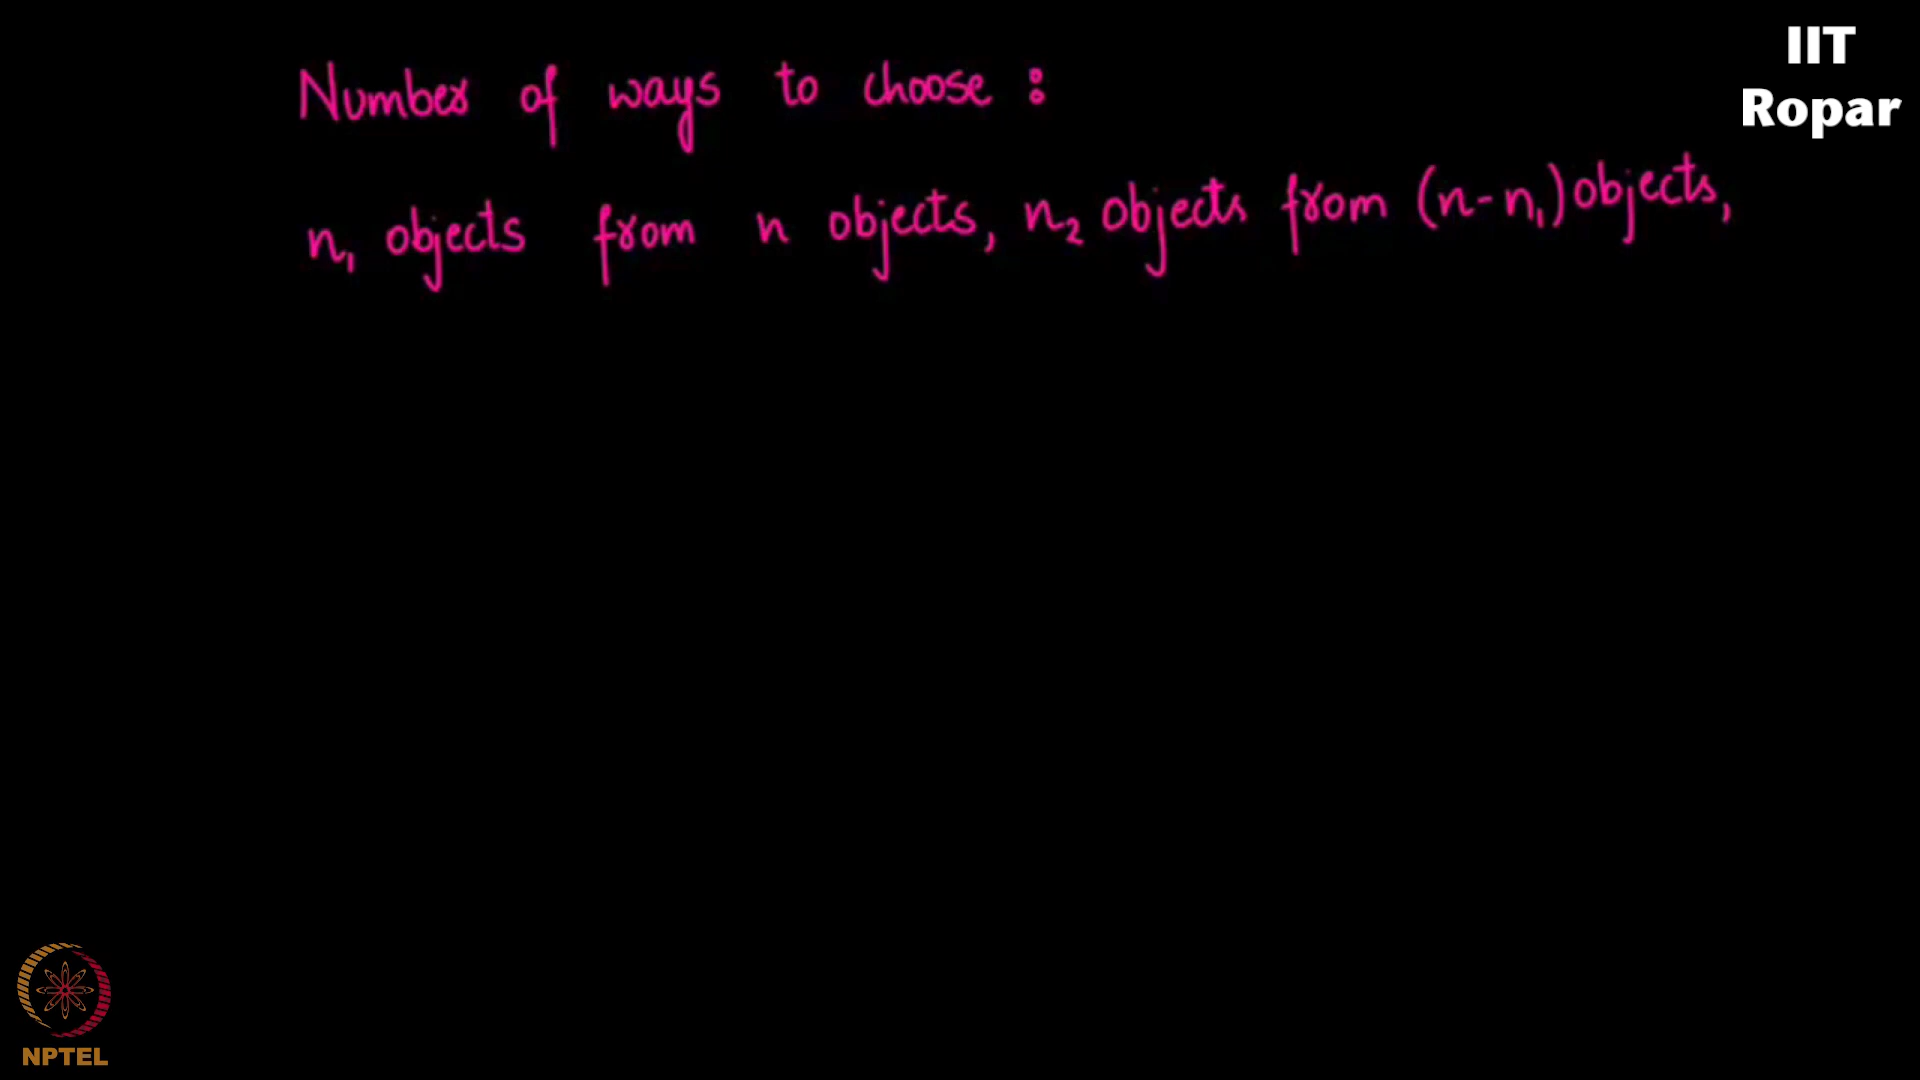 IIT
Ropar
Number of ways to choose :
n₁ objects from n objects, n₂ objects from (n-n₁) objects,
NPTEL